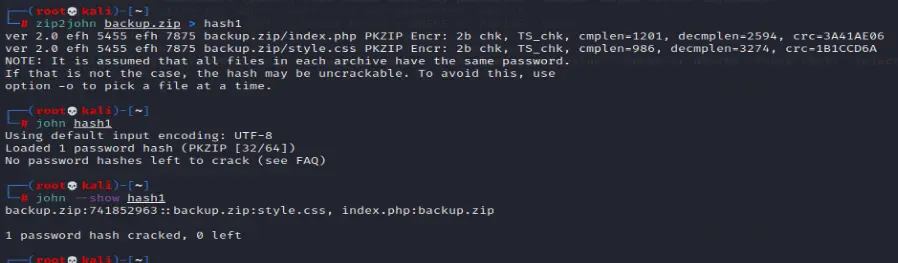 ┌──(root💀kali)-[~]
└─# zip2john backup.zip > hash1
ver 2.0 efh 5455 efh 7875 backup.zip/index.php PKZIP Encr: 2b chk, TS_chk, cmplen=1201, decmplen=2594, crc=3A41AE06
ver 2.0 efh 5455 efh 7875 backup.zip/style.css PKZIP Encr: 2b chk, TS_chk, cmplen=986, decmplen=3274, crc=1B1CCD6A
NOTE: It is assumed that all files in each archive have the same password.
If that is not the case, the hash may be uncrackable. To avoid this, use
option -o to pick a file at a time.
┌──(root💀kali)-[~]
└─# john hash1
Using default input encoding: UTF-8
Loaded 1 password hash (PKZIP [32/64])
No password hashes left to crack (see FAQ)
┌──(root💀kali)-[~]
└─# john --show hash1
backup.zip:741852963::backup.zip:style.css, index.php:backup.zip
1 password hash cracked, 0 left
┌──(root💀kali)-[~]